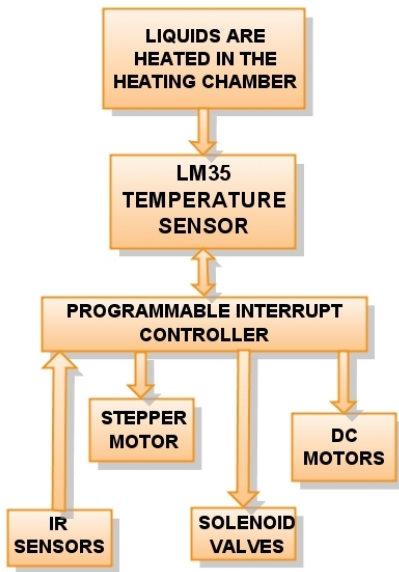 LIQUIDS ARE
HEATED IN THE
HEATING CHAMBER
LM35
TEMPERATURE
SENSOR
PROGRAMMABLE INTERRUPT
CONTROLLER
STEPPER
MOTOR
DC
MOTORS
IR
SENSORS
SOLENOID
VALVES